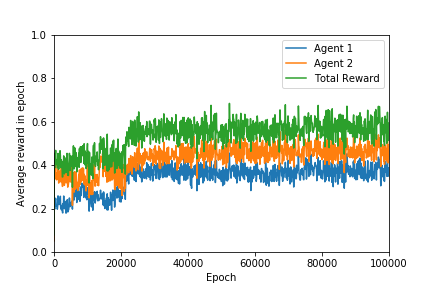 1.0
0.8
0.6
0.4
0.2
0.0
Average reward in epoch
Agent 1
Agent 2
Total Reward
0 20000 40000 60000 80000 100000
Epoch